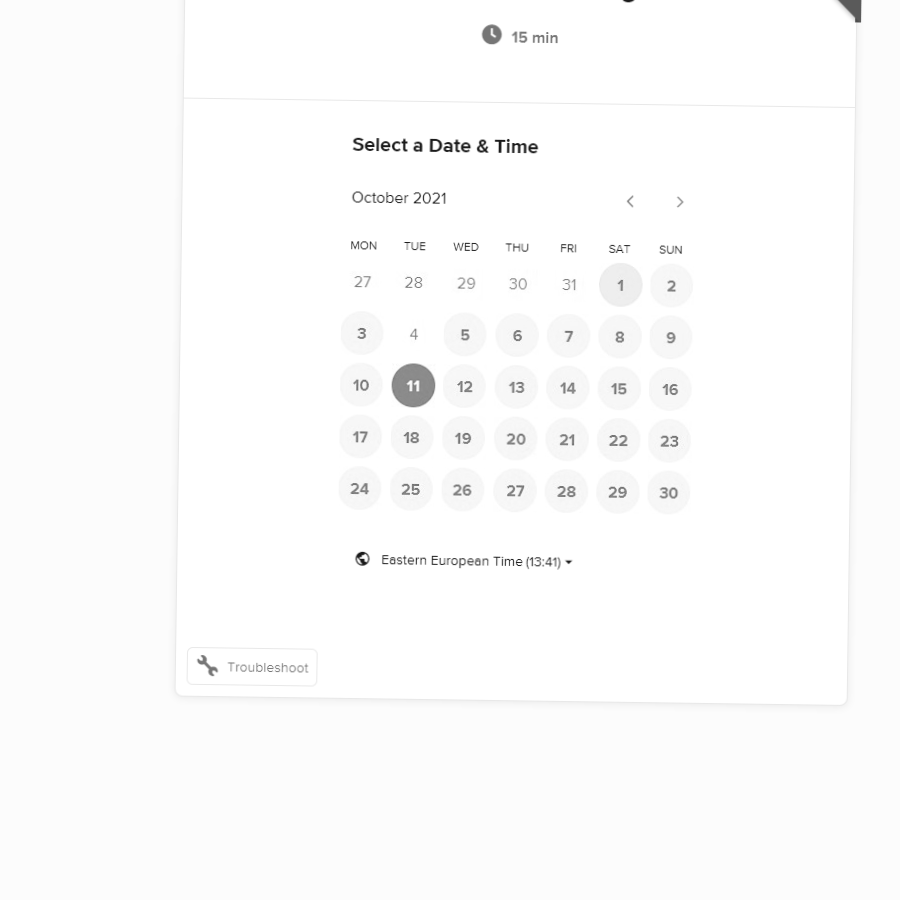 15 min
Select a Date & Time
October 2021
MON TUE WED THU FRI SAT SUN
27 28 29 30 31 1 2
3 4 5 6 7 8 9
10 11 12 13 14 15 16
17 18 19 20 21 22 23
24 25 26 27 28 29 30
Eastern European Time (13:41)
Troubleshoot